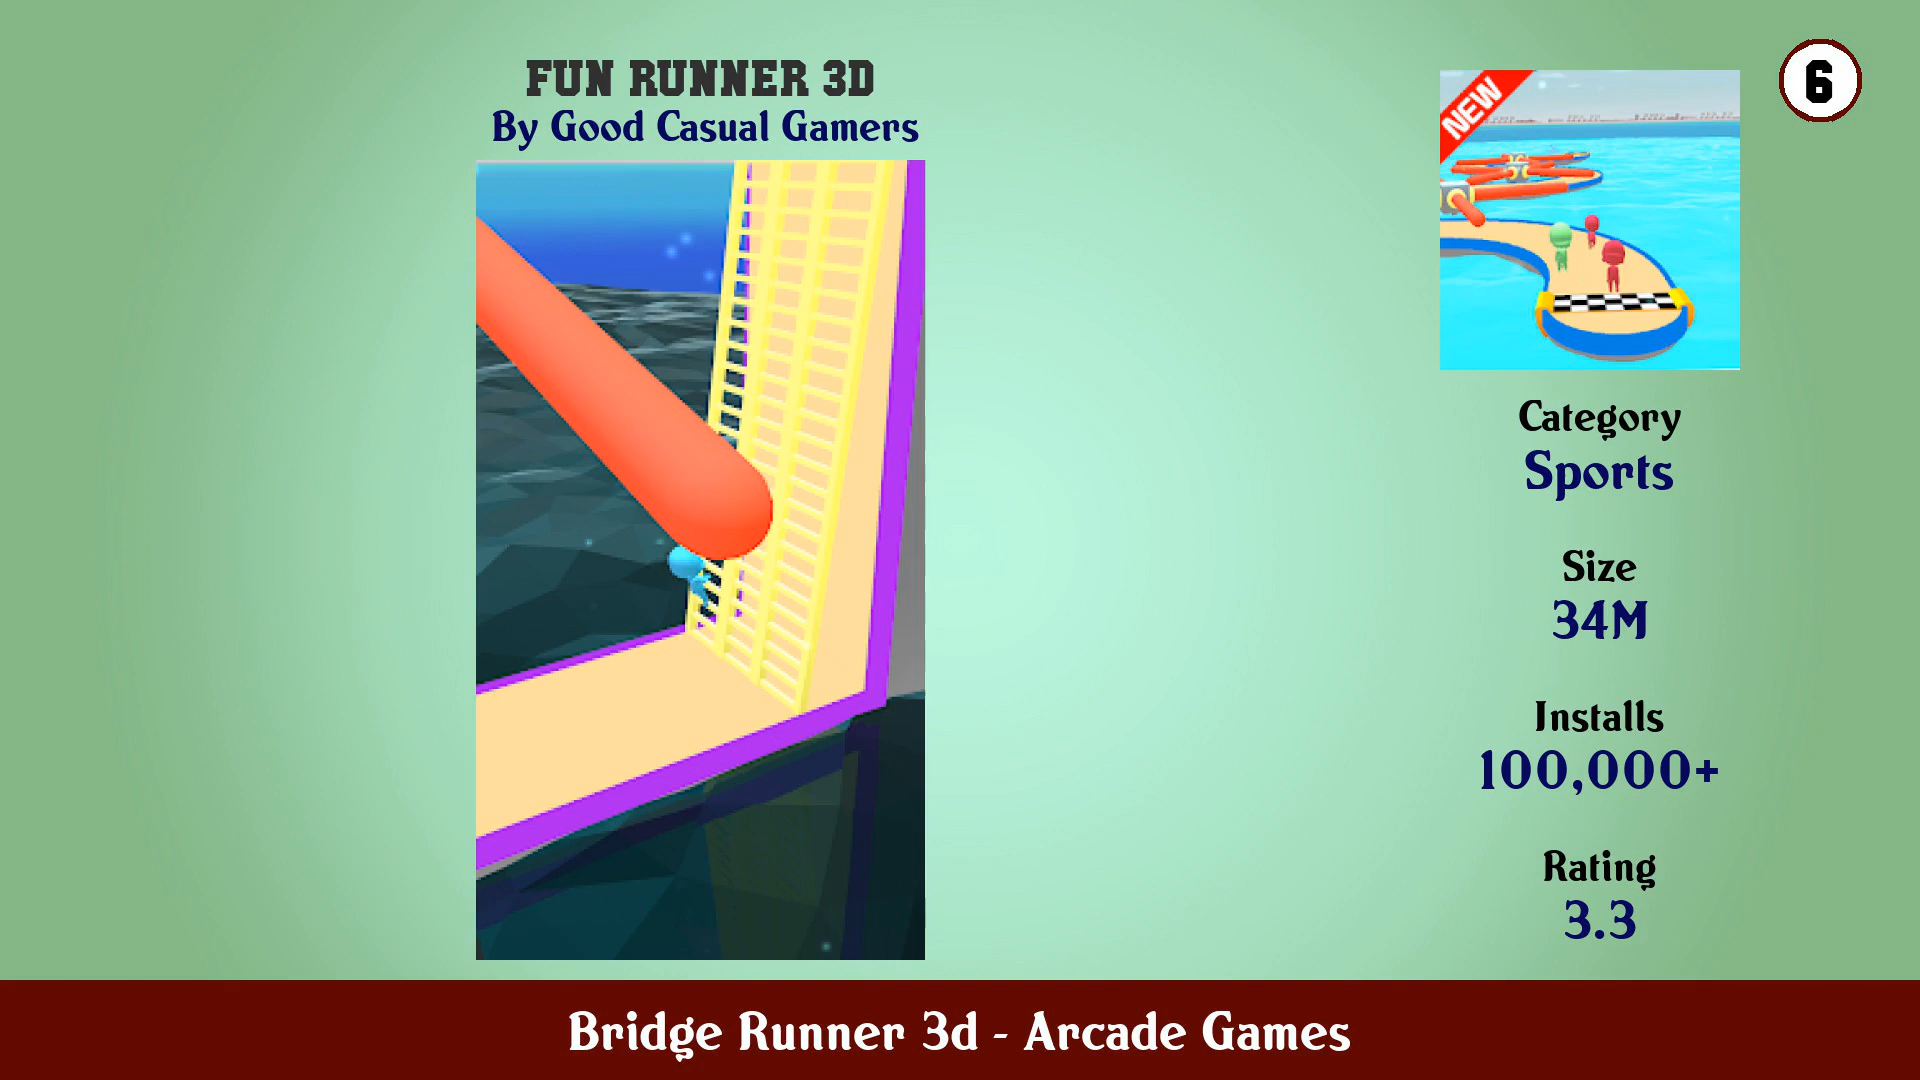 FUN RUNNER 3D
By Good Casual Gamers
NEW
6
Category
Sports
Size
34M
Installs
100,000+
Rating
3.3
Bridge Runner 3d - Arcade Games